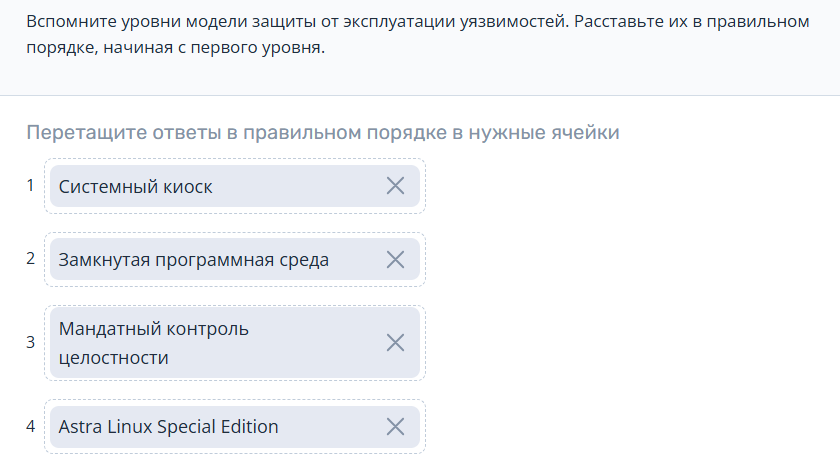 Вспомните уровни модели защиты от эксплуатации уязвимостей. Расставьте их в правильном
порядке, начиная с первого уровня.
Перетащите ответы в правильном порядке в нужные ячейки
1 Системный киоск
2 Замкнутая программная среда
3 Мандатный контроль
целостности
4 Astra Linux Special Edition